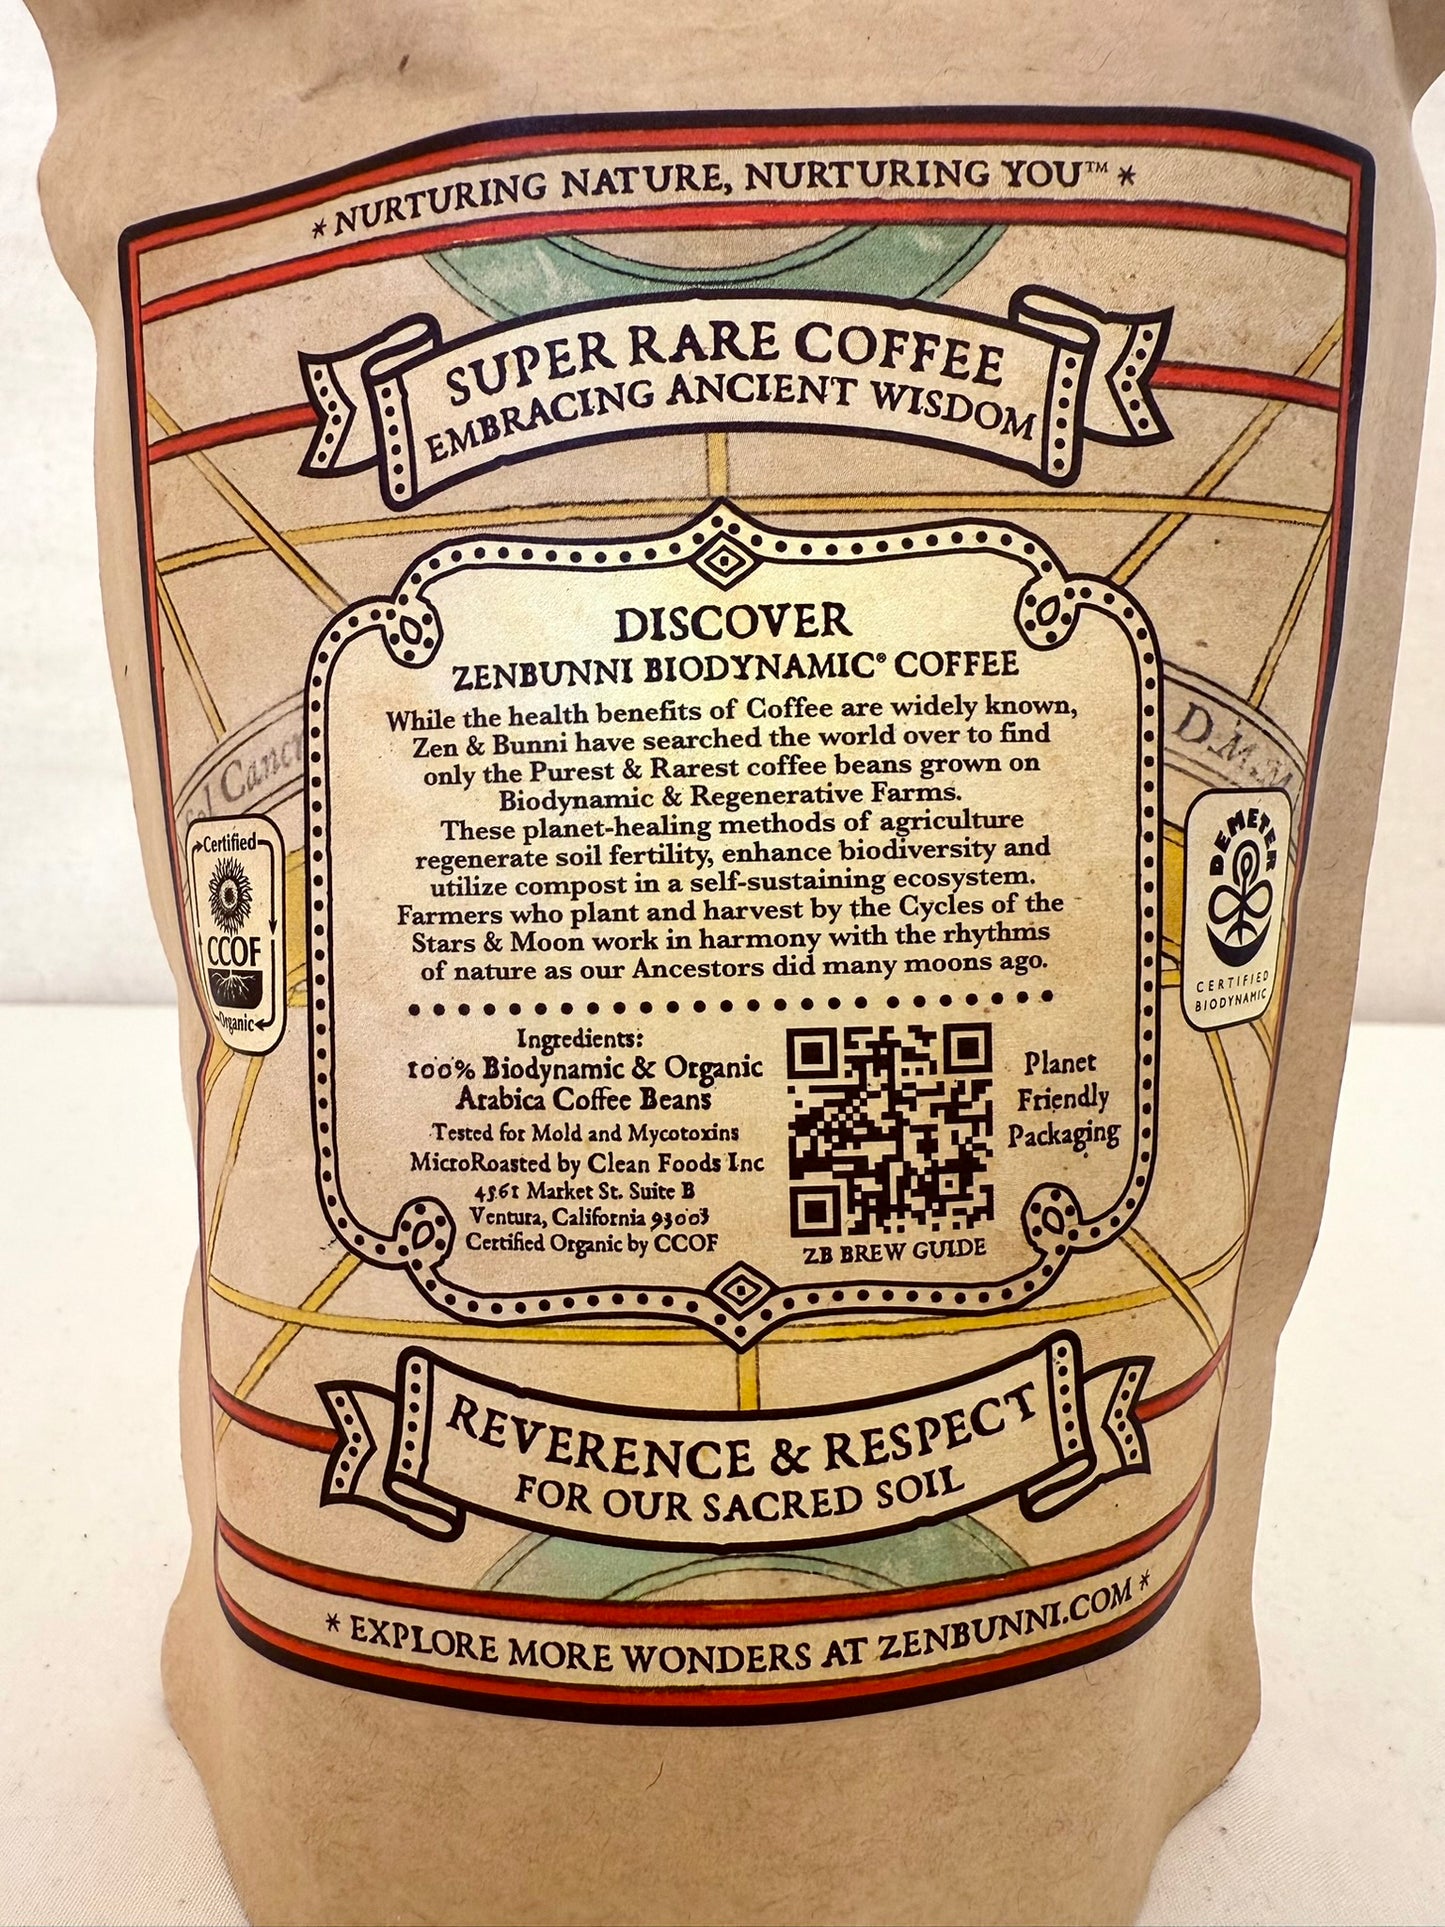 * NURTURING NATURE, NURTURING YOU™ *
SUPER RARE COFFEE
EMBRACING ANCIENT WISDOM
DISCOVER
ZENBUNNI BIODYNAMIC® COFFEE
While the health benefits of Coffee are widely known,
Zen & Bunni have searched the world over to find
only the Purest & Rarest coffee beans grown on
Biodynamic & Regenerative Farms.
These planet-healing methods of agriculture
regenerate soil fertility, enhance biodiversity and
utilize compost in a self-sustaining ecosystem.
Farmers who plant and harvest by the Cycles of the
Stars & Moon work in harmony with the rhythms
of nature as our Ancestors did many moons ago.
D.M.M
Certified
CCOF
Organic
DEMETER
CERTIFIED
BIODYNAMIC
Ingredients:
100% Biodynamic & Organic
Arabica Coffee Beans
Tested for Mold and Mycotoxins
MicroRoasted by Clean Foods Inc
4561 Market St. Suite B
Ventura, California 93003
Certified Organic by CCOF
ZB BREW GUIDE
Planet
Friendly
Packaging
REVERENCE & RESPECT
FOR OUR SACRED SOIL
* EXPLORE MORE WONDERS AT ZENBUNNI.COM *